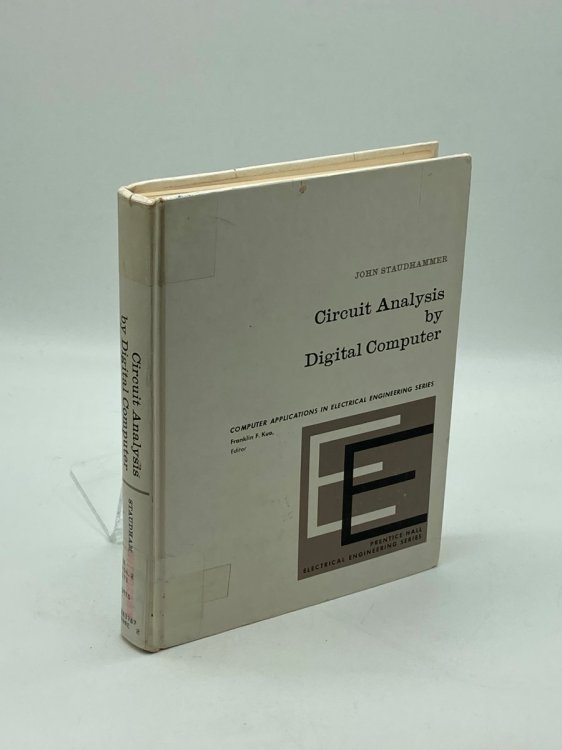 JOHN STAUDHAMMER
Circuit Analysis
by
Digital Computer
COMPUTER APPLICATIONS IN ELECTRICAL ENGINEERING SERIES
Franklin F. Kuo,
Editor
EE
PRENTICE-HALL
ELECTRICAL ENGINEERING SERIES
Circuit Analysis
by Digital Computer
STAUDHAM